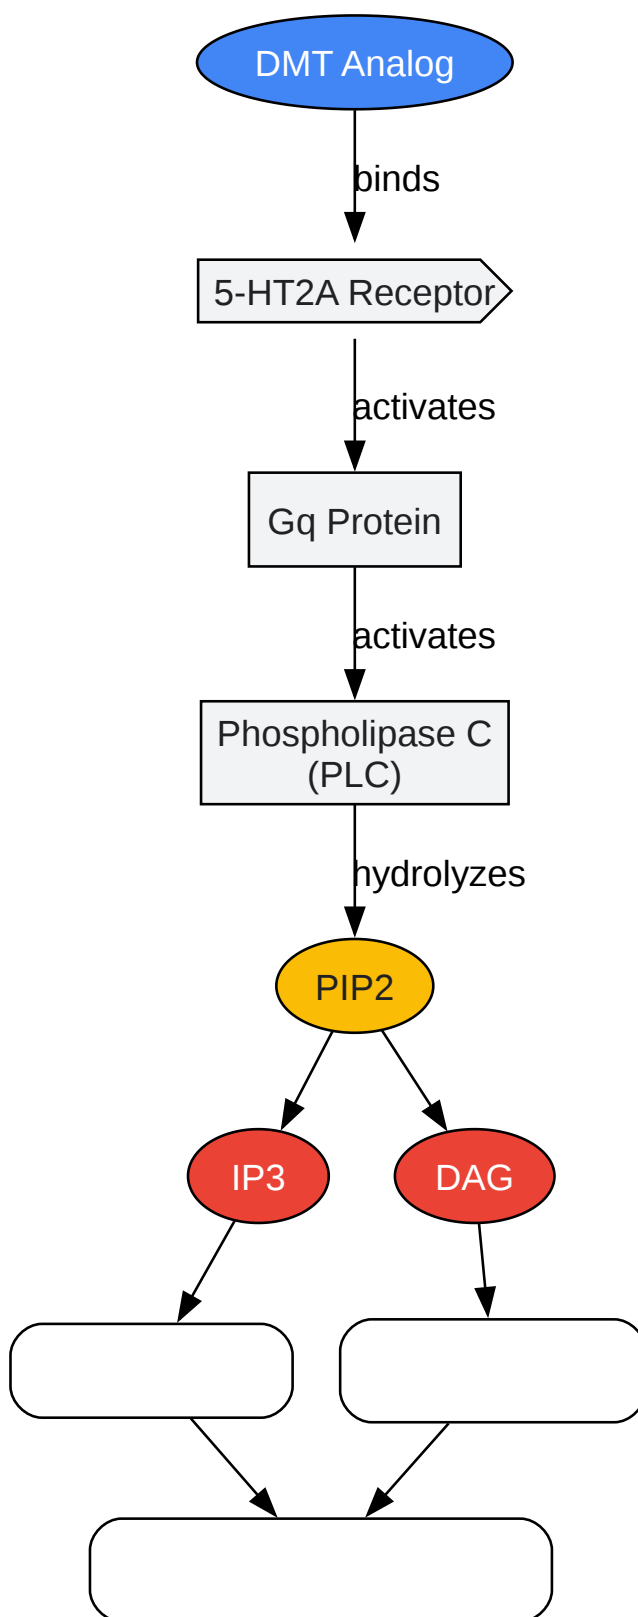 DMT Analog
binds
5-HT2A Receptor
activates
Gq Protein
activates
Phospholipase C
(PLC)
hydrolyzes
PIP2
IP3
DAG